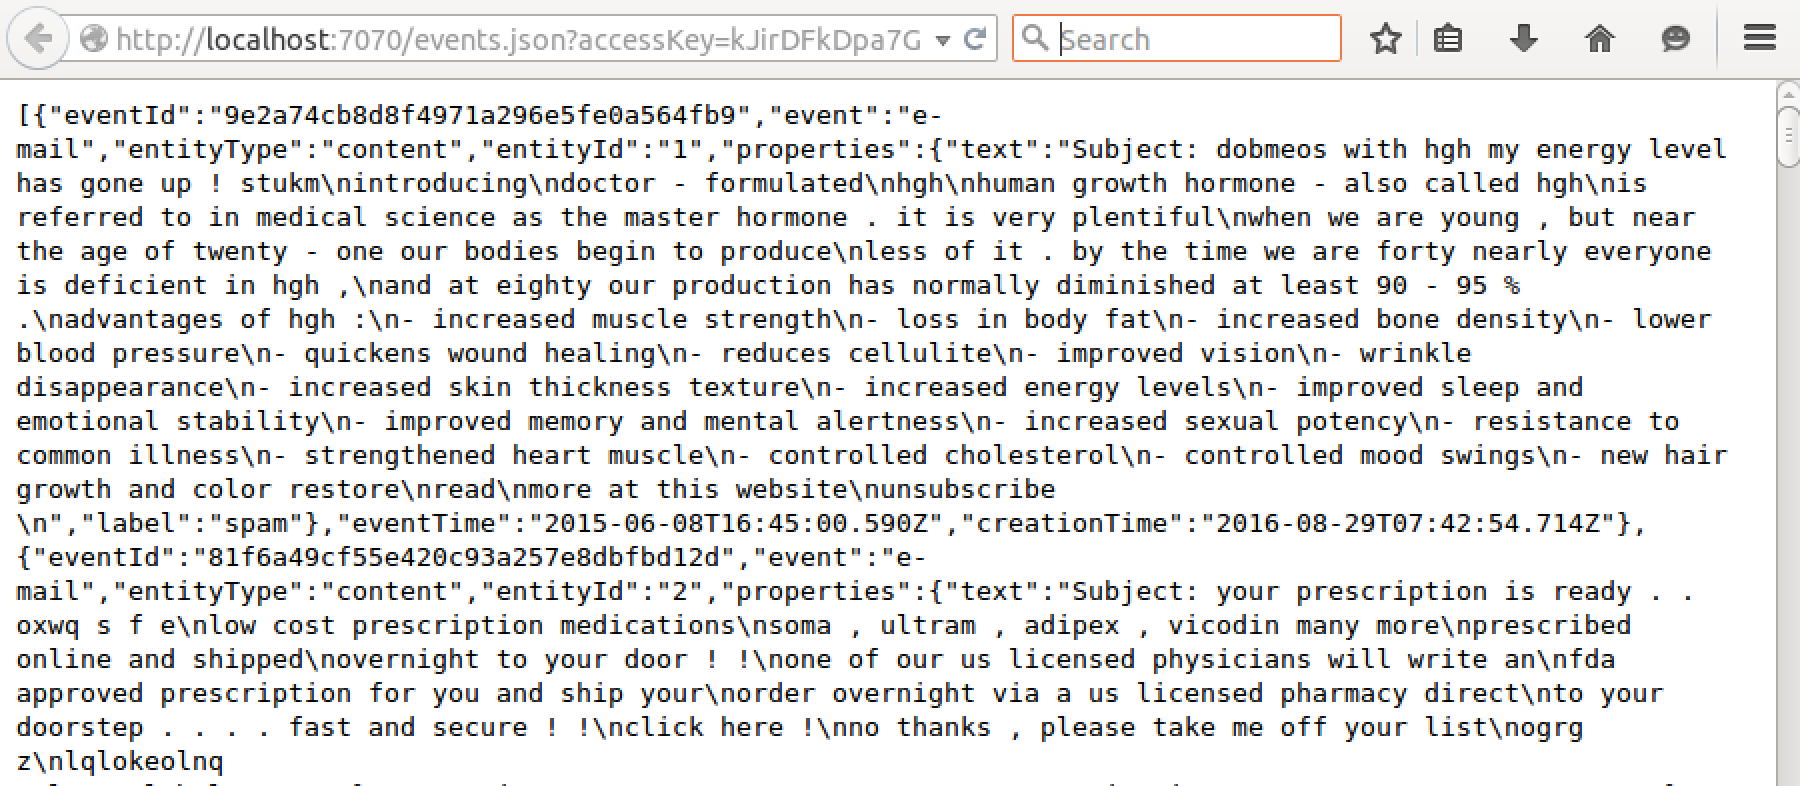 http://localhost:7070/events.json?accessKey=kJirDFkDpa7G
Search
[{"eventId":"9e2a74cb8d8f4971a296e5fe0a564fb9","event":"e-
mail","entityType":"content","entityId":"1","properties":{"text":"Subject: dobmeos with hgh my energy level
has gone up ! stukm\nintroducing\ndoctor - formulated\nhgh\nhuman growth hormone - also called hgh\nis
referred to in medical science as the master hormone . it is very plentiful\nwhen we are young , but near
the age of twenty - one our bodies begin to produce\nless of it . by the time we are forty nearly everyone
is deficient in hgh ,\nand at eighty our production has normally diminished at least 90 - 95 %
.\nadvantages of hgh :\n- increased muscle strength\n- loss in body fat\n- increased bone density\n- lower
blood pressure\n- quickens wound healing\n- reduces cellulite\n- improved vision\n- wrinkle
disappearance\n- increased skin thickness texture\n- increased energy levels\n- improved sleep and
emotional stability\n- improved memory and mental alertness\n- increased sexual potency\n- resistance to
common illness\n- strengthened heart muscle\n- controlled cholesterol\n- controlled mood swings\n- new hair
growth and color restore\nread\nmore at this website\nunsubscribe
\n","label":"spam"},"eventTime":"2015-06-08T16:45:00.590Z","creationTime":"2016-08-29T07:42:54.714Z"},
{"eventId":"81f6a49cf55e420c93a257e8dbfbd12d","event":"e-
mail","entityType":"content","entityId":"2","properties":{"text":"Subject: your prescription is ready . .
oxwq s f e\nlow cost prescription medications\nsoma , ultram , adipex , vicodin many more\nprescribed
online and shipped\novernight to your door ! !\none of our us licensed physicians will write an\nfda
approved prescription for you and ship your\norder overnight via a us licensed pharmacy direct\nto your
doorstep . . . . fast and secure ! !\nclick here !\nno thanks , please take me off your list\nogrg
z\nlqlokeolnq